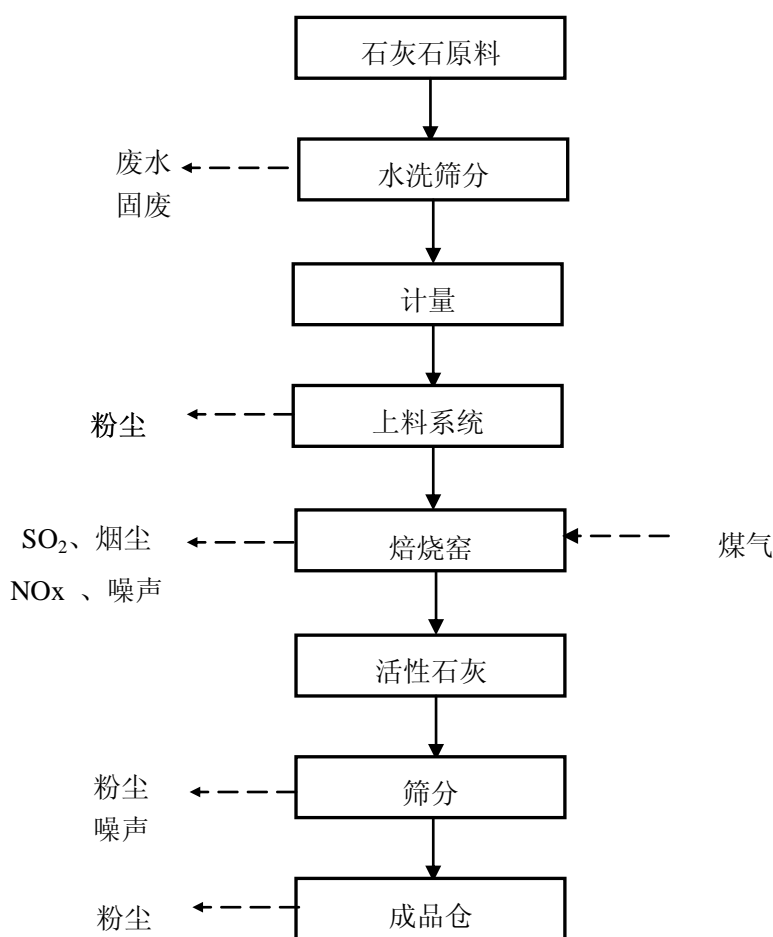 石灰石原料
废水
固废
水洗筛分
计量
粉尘
上料系统
SO₂、烟尘
NOx 、噪声
焙烧窑
煤气
活性石灰
粉尘
噪声
筛分
粉尘
成品仓